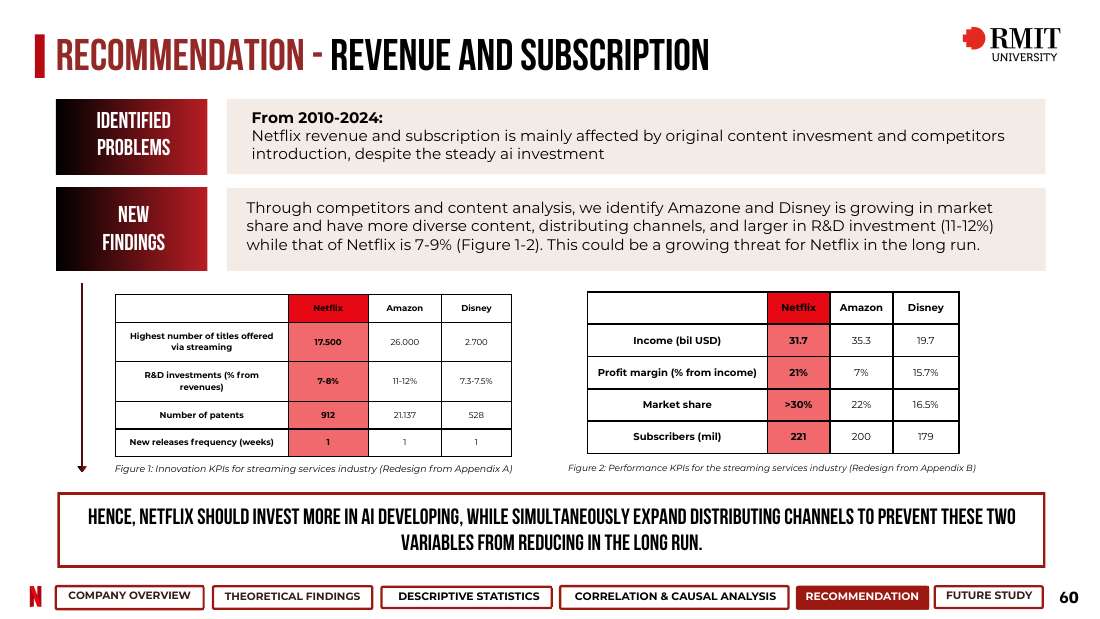 RECOMMENDATION - REVENUE AND SUBSCRIPTION
RMIT
UNIVERSITY
IDENTIFIED
PROBLEMS
From 2010-2024:
Netflix revenue and subscription is mainly affected by original content invesment and competitors
introduction, despite the steady ai investment
NEW
FINDINGS
Through competitors and content analysis, we identify Amazone and Disney is growing in market
share and have more diverse content, distributing channels, and larger in R&D investment (11-12%)
while that of Netflix is 7-9% (Figure 1-2). This could be a growing threat for Netflix in the long run.
Netflix Amazon Disney
Highest number of titles offered
via streaming
17.500 26.000 2.700
R&D investments (% from
revenues)
7-8% 11-12% 7.3-7.5%
Number of patents 912 21.137 528
New releases frequency (weeks) 1 1 1
Figure 1: Innovation KPIs for streaming services industry (Redesign from Appendix A)
Netflix Amazon Disney
Income (bil USD) 31.7 35.3 19.7
Profit margin (% from income) 21% 7% 15.7%
Market share >30% 22% 16.5%
Subscribers (mil) 221 200 179
Figure 2: Performance KPIs for the streaming services industry (Redesign from Appendix B)
HENCE, NETFLIX SHOULD INVEST MORE IN AI DEVELOPING, WHILE SIMULTANEOUSLY EXPAND DISTRIBUTING CHANNELS TO PREVENT THESE TWO
VARIABLES FROM REDUCING IN THE LONG RUN.
N COMPANY OVERVIEW THEORETICAL FINDINGS DESCRIPTIVE STATISTICS CORRELATION & CAUSAL ANALYSIS RECOMMENDATION FUTURE STUDY 60